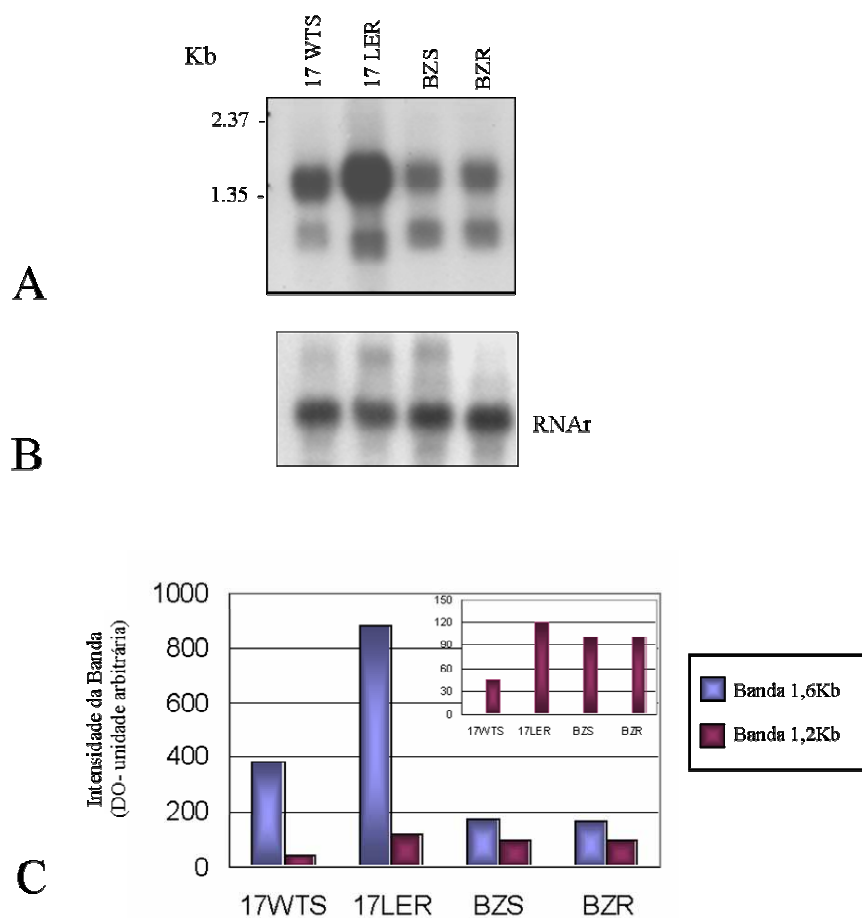 Kb
17 WTS
17 LER
BZS
BZR
2.37 -
1.35 -
A
RNAr
B
Intensidade da Banda
(DO- unidade arbitrária)
1000
800
600
400
200
0
150
120
90
60
30
0
17WTS
17LER
BZS
BZR
17WTS
17LER
BZS
BZR
Banda 1,6Kb
Banda 1,2Kb
C